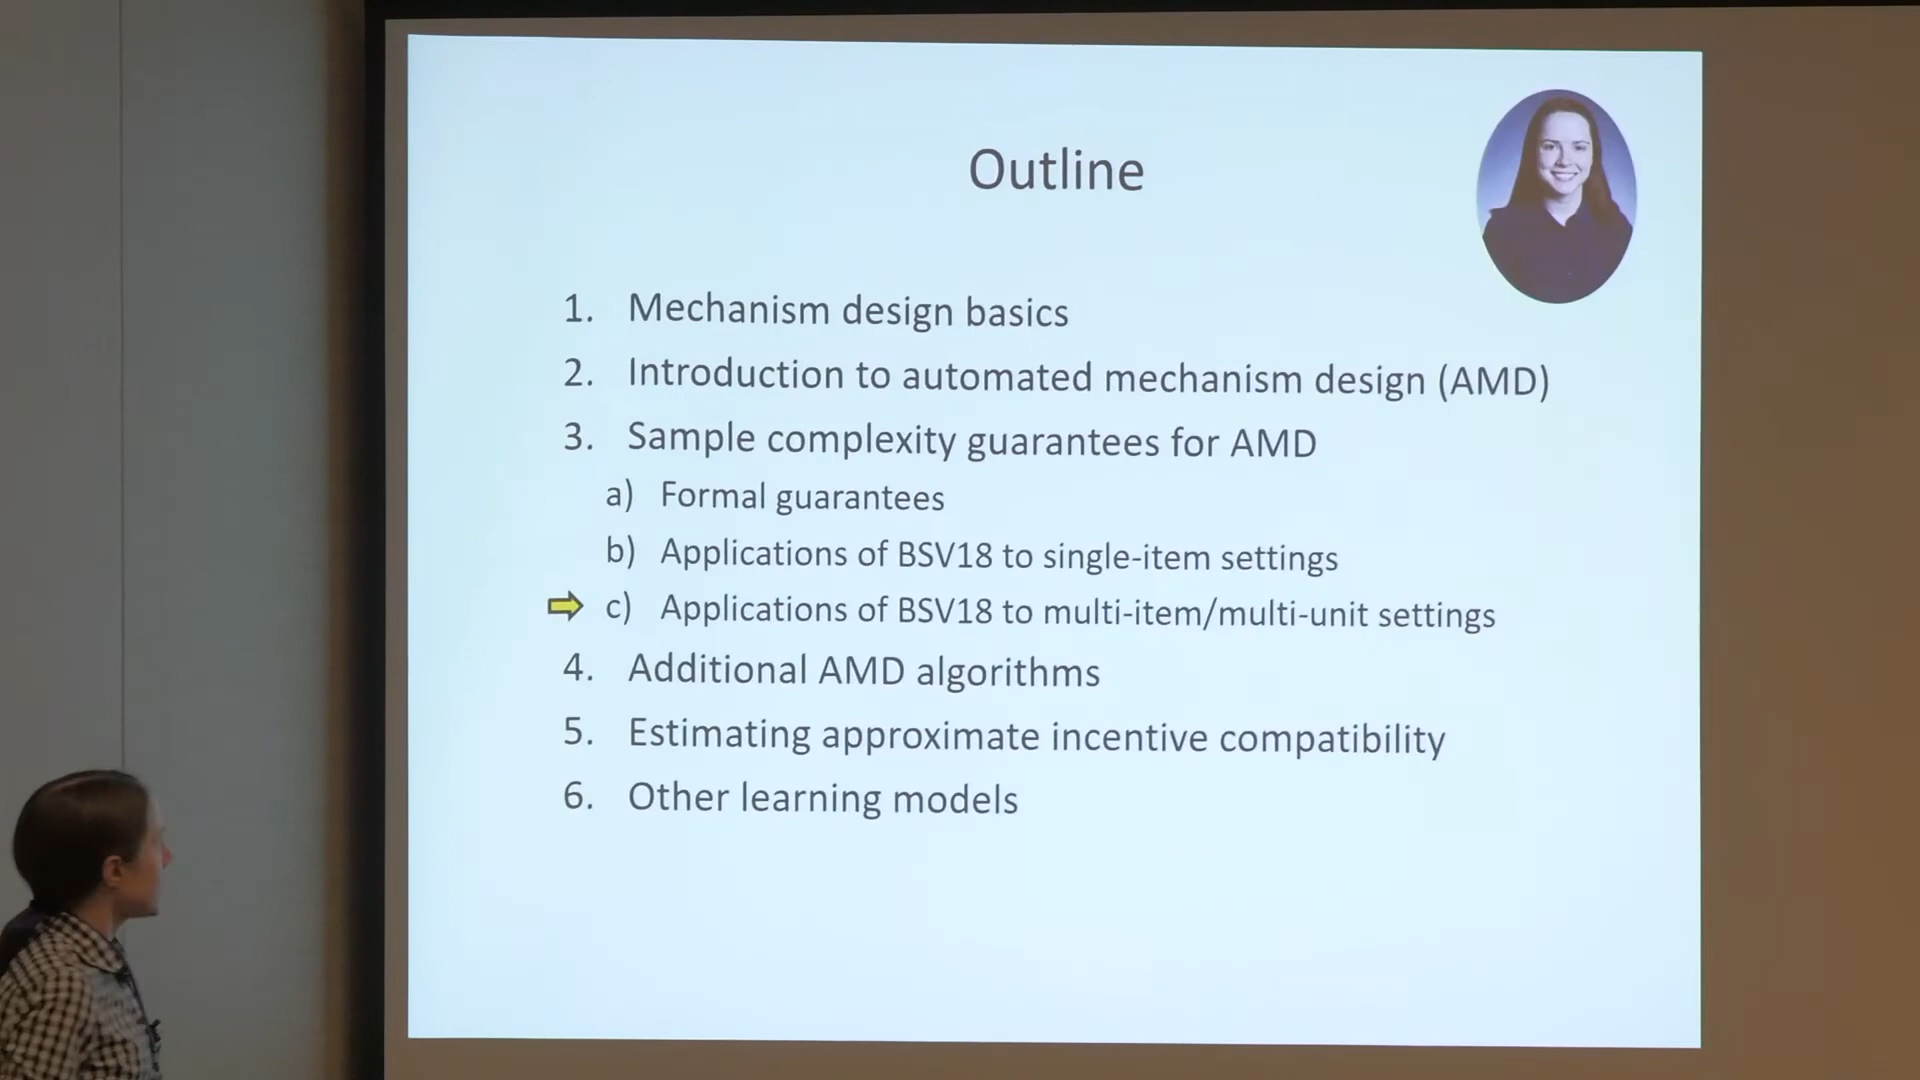 Outline
1. Mechanism design basics
2. Introduction to automated mechanism design (AMD)
3. Sample complexity guarantees for AMD
a) Formal guarantees
b) Applications of BSV18 to single-item settings
c) Applications of BSV18 to multi-item/multi-unit settings
4. Additional AMD algorithms
5. Estimating approximate incentive compatibility
6. Other learning models